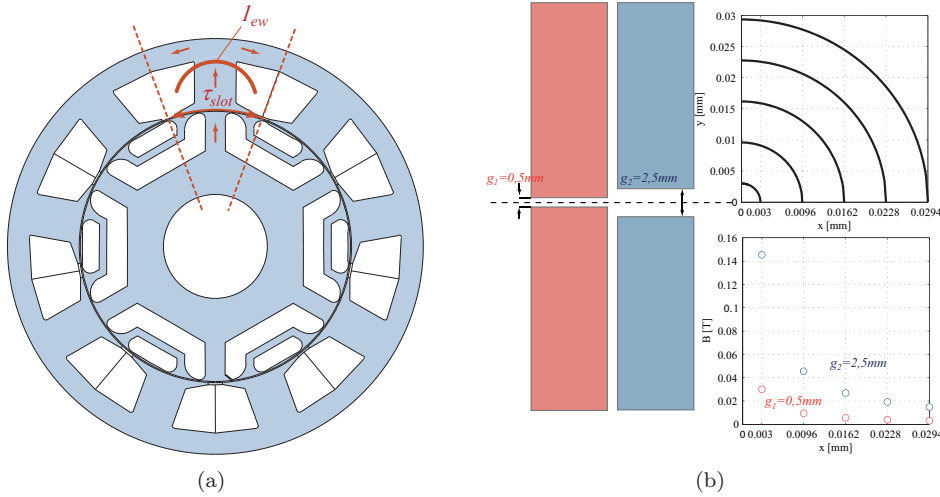 l_ew
τ_slot
g₁=0,5mm
g₂=2,5mm
0.03
0.025
0.02
0.015
0.01
0.005
0
y [mm]
0 0.003 0.0096 0.0162 0.0228 0.0294
x [mm]
0.16
0.14
0.12
0.1
0.08
0.06
0.04
0.02
0
B [T]
g₂=2,5mm
g₁=0,5mm
0 0.003 0.0096 0.0162 0.0228 0.0294
x [mm]
(a)
(b)